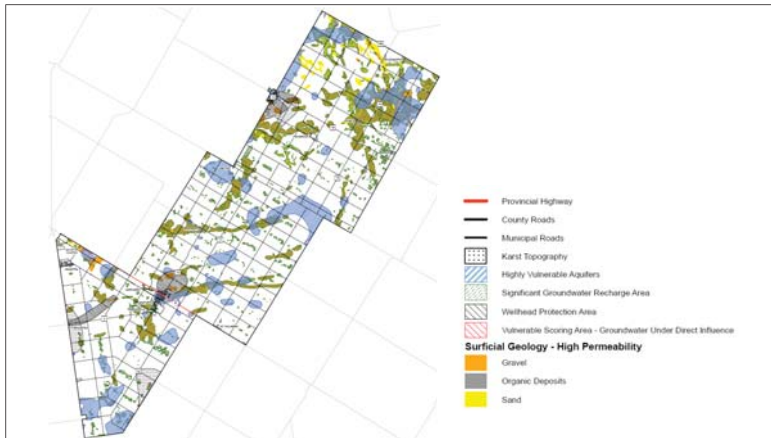 Provincial Highway
County Roads
Municipal Roads
Karst Topography
Highly Vulnerable Aquifers
Significant Groundwater Recharge Area
Wellhead Protection Area
Vulnerable Scoring Area - Groundwater Under Direct Influence
Surficial Geology - High Permeability
Gravel
Organic Deposits
Sand